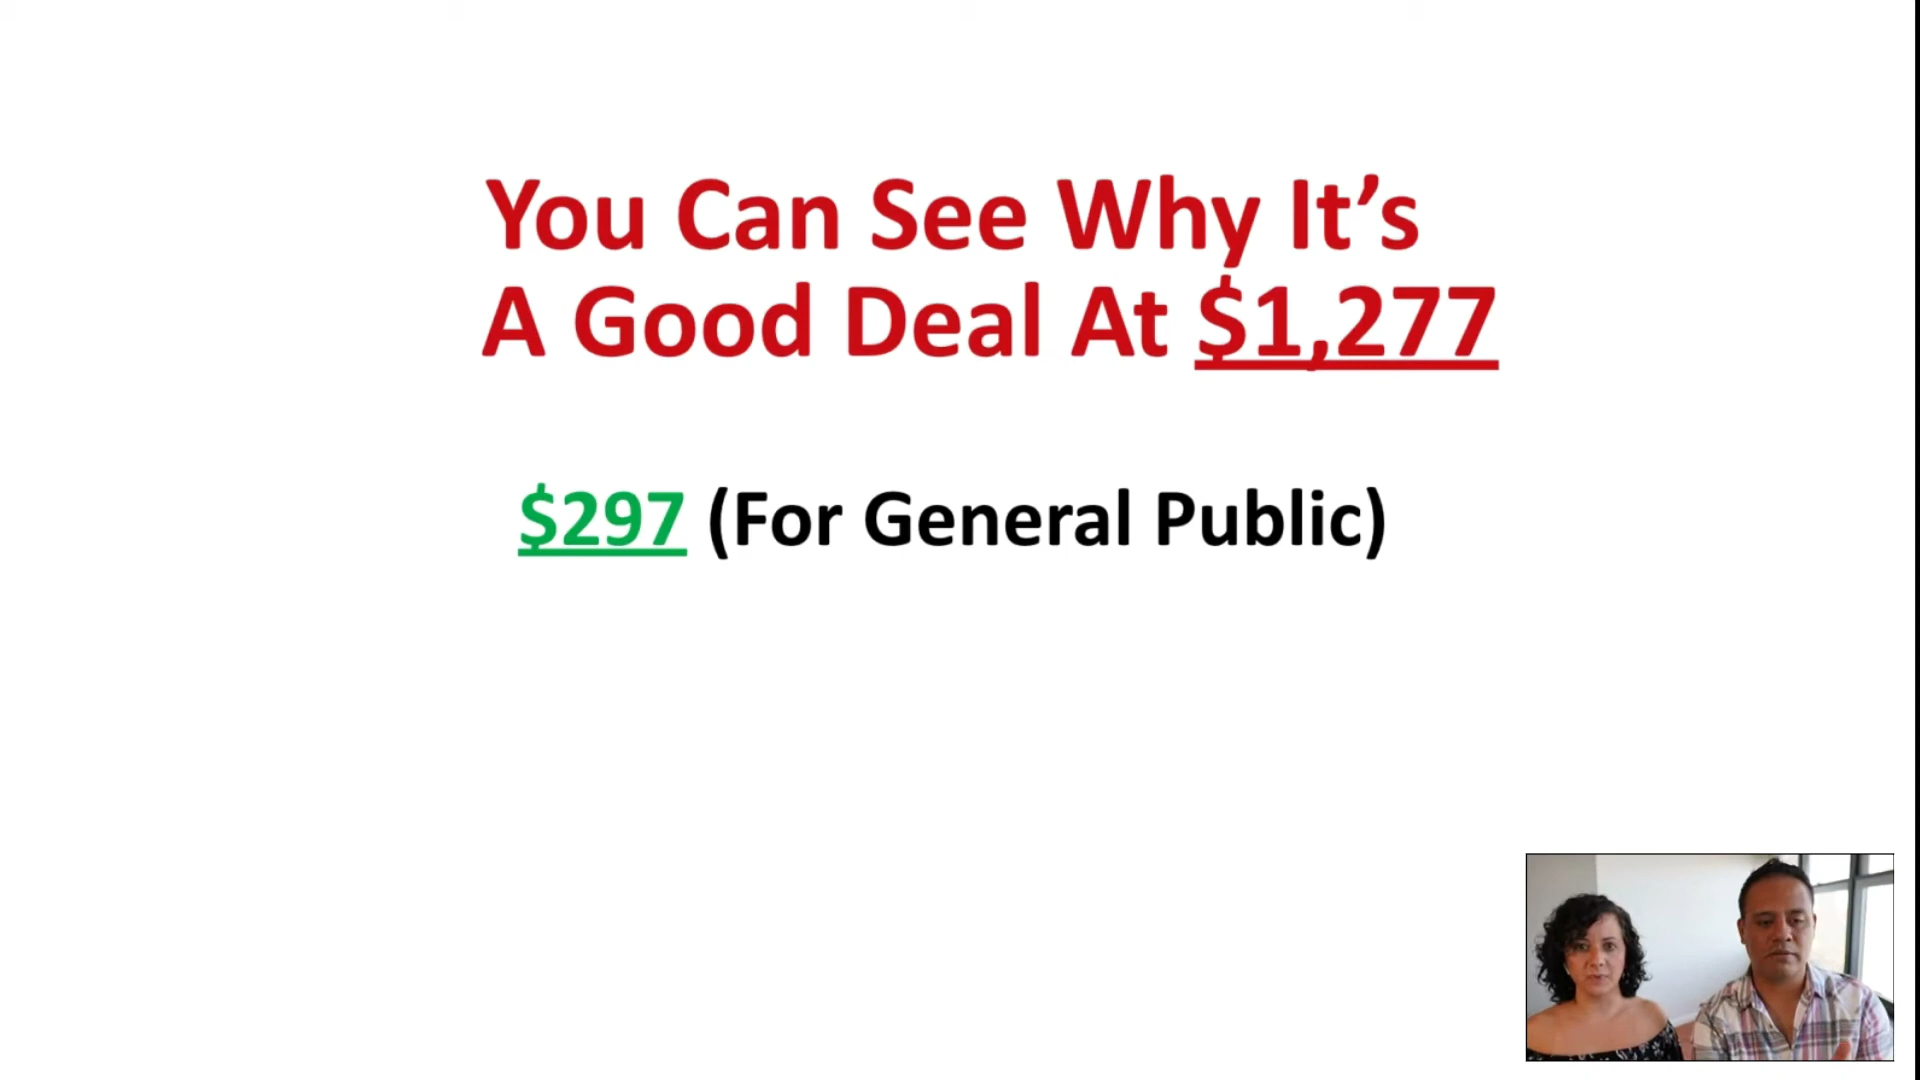 You Can See Why It’s
A Good Deal At $1,277
$297 (For General Public)